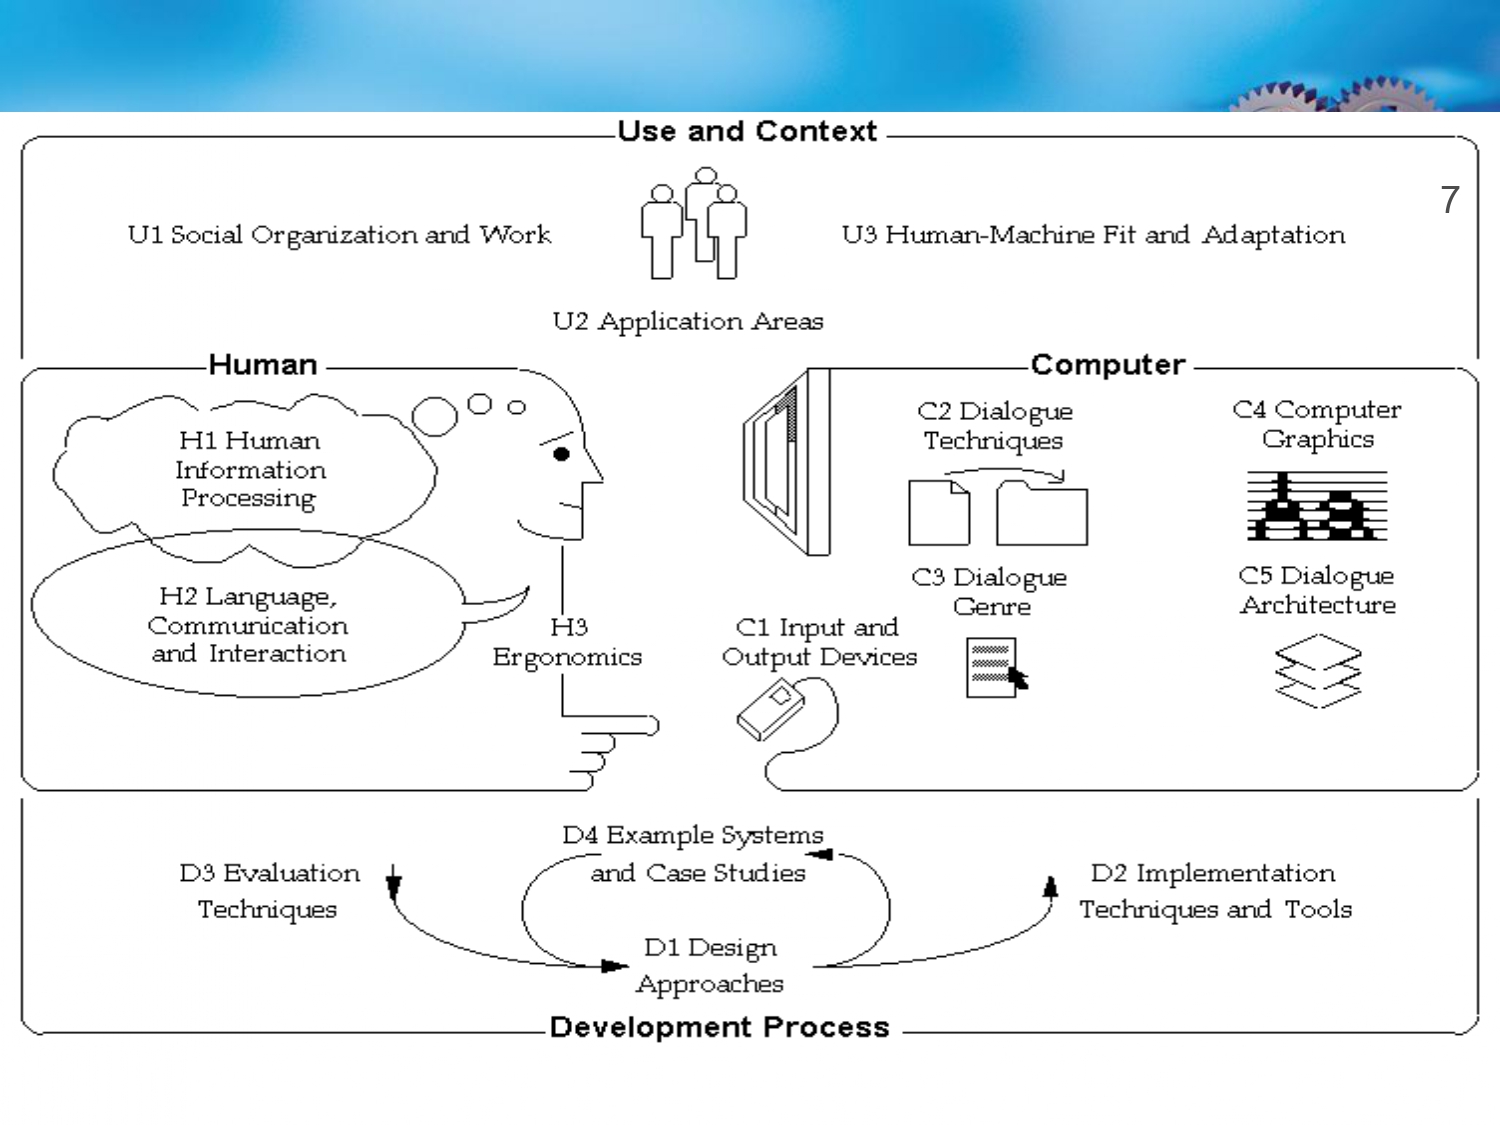 Use and Context
7
U1 Social Organization and Work
U3 Human-Machine Fit and Adaptation
U2 Application Areas
Human
H1 Human
Information
Processing
H2 Language,
Communication
and Interaction
H3
Ergonomics
Computer
C2 Dialogue
Techniques
C4 Computer
Graphics
C3 Dialogue
Genre
C5 Dialogue
Architecture
C1 Input and
Output Devices
D4 Example Systems
and Case Studies
D3 Evaluation
Techniques
D2 Implementation
Techniques and Tools
D1 Design
Approaches
Development Process